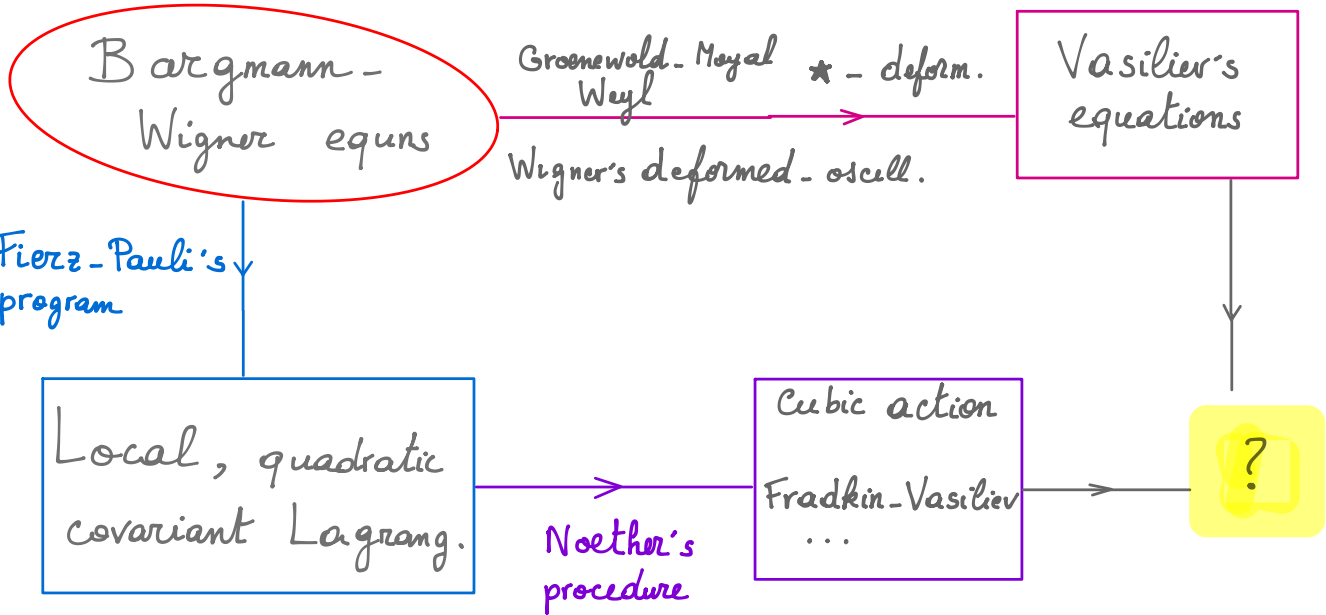 Bargmann-
Wigner equns
Groenewold-Moyal
Weyl
★-deform.
Wigner's deformed-oscill.
Vasiliev's
equations
Fierz-Pauli's
program
Local, quadratic
covariant Lagrang.
Noether's
procedure
Cubic action
Fradkin-Vasiliev
...
?